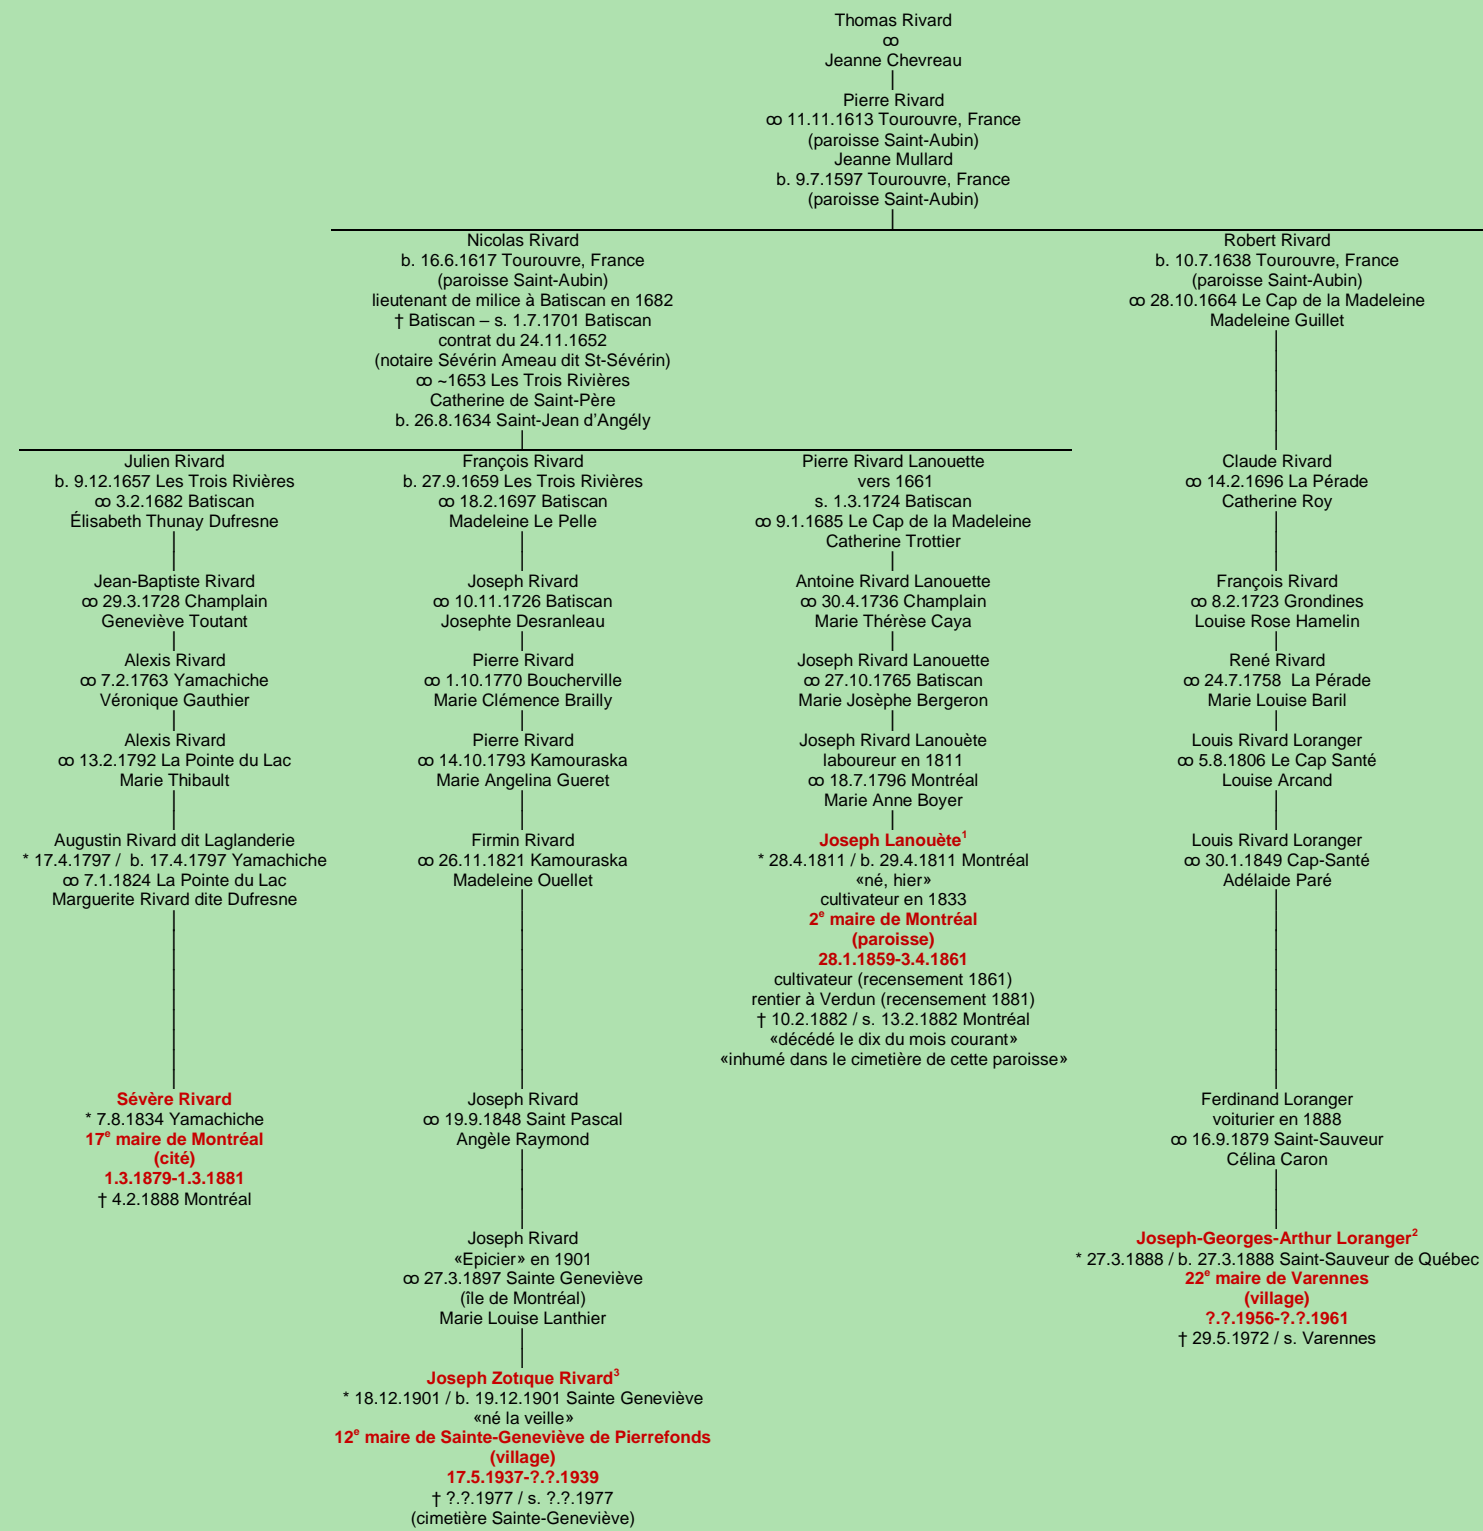 Thomas Rivard
ꝏ
Jeanne Chevreau
Pierre Rivard
ꝏ 11.11.1613 Tourouvre, France
(paroisse Saint-Aubin)
Jeanne Mullard
b. 9.7.1597 Tourouvre, France
(paroisse Saint-Aubin)
Nicolas Rivard
b. 16.6.1617 Tourouvre, France
(paroisse Saint-Aubin)
lieutenant de milice à Batiscan en 1682
† Batiscan – s. 1.7.1701 Batiscan
contrat du 24.11.1652
(notaire Sévérin Ameau dit St-Sévérin)
ꝏ ~1653 Les Trois Rivières
Catherine de Saint-Père
b. 26.8.1634 Saint-Jean d'Angély
Robert Rivard
b. 10.7.1638 Tourouvre, France
(paroisse Saint-Aubin)
ꝏ 28.10.1664 Le Cap de la Madeleine
Madeleine Guillet
Julien Rivard
b. 9.12.1657 Les Trois Rivières
ꝏ 3.2.1682 Batiscan
Élisabeth Thunay Dufresne
Jean-Baptiste Rivard
ꝏ 29.3.1728 Champlain
Geneviève Toutant
Alexis Rivard
ꝏ 7.2.1763 Yamachiche
Véronique Gauthier
Alexis Rivard
ꝏ 13.2.1792 La Pointe du Lac
Marie Thibault
Augustin Rivard dit Laglanderie
* 17.4.1797 / b. 17.4.1797 Yamachiche
ꝏ 7.1.1824 La Pointe du Lac
Marguerite Rivard dite Dufresne
Sévère Rivard
* 7.8.1834 Yamachiche
17e maire de Montréal
(cité)
1.3.1879-1.3.1881
† 4.2.1888 Montréal
François Rivard
b. 27.9.1659 Les Trois Rivières
ꝏ 18.2.1697 Batiscan
Madeleine Le Pelle
Joseph Rivard
ꝏ 10.11.1726 Batiscan
Josephte Desranleau
Pierre Rivard
ꝏ 1.10.1770 Boucherville
Marie Clémence Brailly
Pierre Rivard
ꝏ 14.10.1793 Kamouraska
Marie Angelina Gueret
Firmin Rivard
ꝏ 26.11.1821 Kamouraska
Madeleine Ouellet
Joseph Rivard
ꝏ 19.9.1848 Saint Pascal
Angèle Raymond
Joseph Rivard
«Epicier» en 1901
ꝏ 27.3.1897 Sainte Geneviève
(île de Montréal)
Marie Louise Lanthier
Joseph Zotique Rivard3
* 18.12.1901 / b. 19.12.1901 Sainte Geneviève
«né la veille»
12e maire de Sainte-Geneviève de Pierrefonds
(village)
17.5.1937-?.?.1939
† ?.?.1977 / s. ?.?.1977
(cimetière Sainte-Geneviève)
Pierre Rivard Lanouette
vers 1661
s. 1.3.1724 Batiscan
ꝏ 9.1.1685 Le Cap de la Madeleine
Catherine Trottier
Antoine Rivard Lanouette
ꝏ 30.4.1736 Champlain
Marie Thérèse Caya
Joseph Rivard Lanouette
ꝏ 27.10.1765 Batiscan
Marie Josèphe Bergeron
Joseph Rivard Lanouète
laboureur en 1811
ꝏ 18.7.1796 Montréal
Marie Anne Boyer
Joseph Lanouète1
* 28.4.1811 / b. 29.4.1811 Montréal
«né, hier»
cultivateur en 1833
2e maire de Montréal
(paroisse)
28.1.1859-3.4.1861
cultivateur (recensement 1861)
rentier à Verdun (recensement 1881)
† 10.2.1882 / s. 13.2.1882 Montréal
«décédé le dix du mois courant»
«inhumé dans le cimetière de cette paroisse»
Claude Rivard
ꝏ 14.2.1696 La Pérade
Catherine Roy
François Rivard
ꝏ 8.2.1723 Grondines
Louise Rose Hamelin
René Rivard
ꝏ 24.7.1758 La Pérade
Marie Louise Baril
Louis Rivard Loranger
ꝏ 5.8.1806 Le Cap Santé
Louise Arcand
Louis Rivard Loranger
ꝏ 30.1.1849 Cap-Santé
Adélaide Paré
Ferdinand Loranger
voiturier en 1888
ꝏ 16.9.1879 Saint-Sauveur
Célina Caron
Joseph-Georges-Arthur Loranger2
* 27.3.1888 / b. 27.3.1888 Saint-Sauveur de Québec
22e maire de Varennes
(village)
?.?.1956-?.?.1961
† 29.5.1972 / s. Varennes